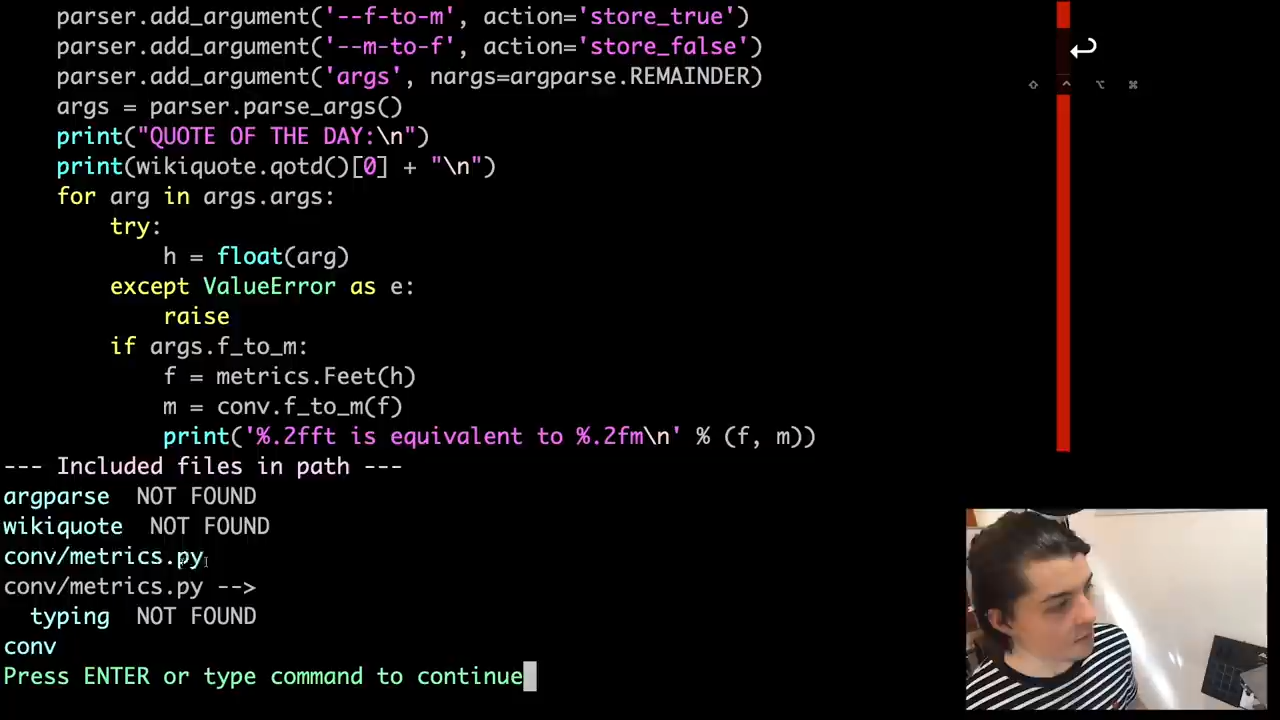 parser.add_argument('--f-to-m', action='store_true')
parser.add_argument('--m-to-f', action='store_false')
parser.add_argument('args', nargs=argparse.REMAINDER)
args = parser.parse_args()
print("QUOTE OF THE DAY:\n")
print(wikiquote.qotd()[0] + "\n")
for arg in args.args:
try:
h = float(arg)
except ValueError as e:
raise
if args.f_to_m:
f = metrics.Feet(h)
m = conv.f_to_m(f)
print('%.2fft is equivalent to %.2fm\n' % (f, m))
--- Included files in path ---
argparse  NOT FOUND
wikiquote  NOT FOUND
conv/metrics.py
conv/metrics.py -->
typing  NOT FOUND
conv
Press ENTER or type command to continue